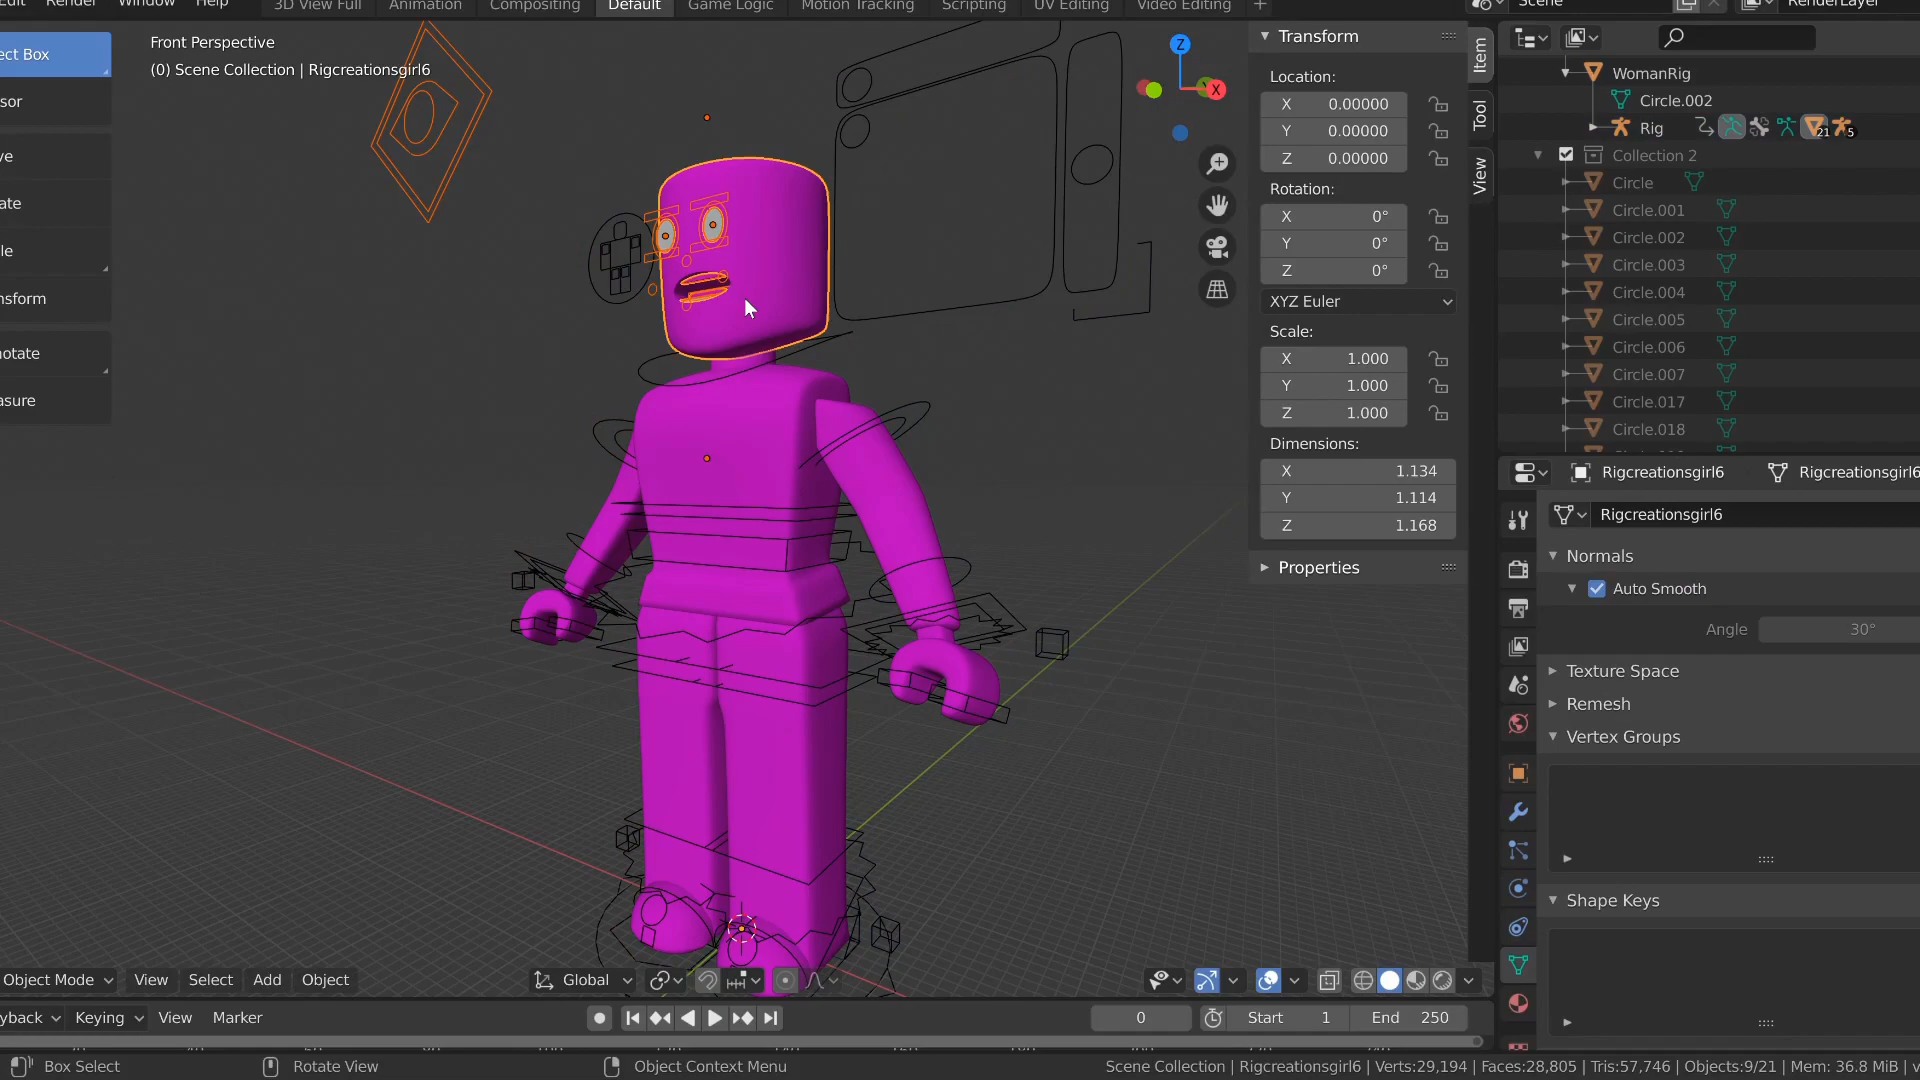 Edit Render Window Help 3D View Full Animation Compositing Default Game Logic Motion Tracking Scripting UV Editing Video Editing + Scene RenderLayer
ect Box
sor
ve
ate
le
nsform
otate
asure
Front Perspective
(0) Scene Collection | Rigcreationsgirl6
Z
X
Transform
Location:
X 0.00000
Y 0.00000
Z 0.00000
Rotation:
X 0°
Y 0°
Z 0°
XYZ Euler
Scale:
X 1.000
Y 1.000
Z 1.000
Dimensions:
X 1.134
Y 1.114
Z 1.168
Properties
Item
Tool
View
WomanRig
Circle.002
Rig 21 5
Collection 2
Circle
Circle.001
Circle.002
Circle.003
Circle.004
Circle.005
Circle.006
Circle.007
Circle.017
Circle.018
Rigcreationsgirl6 Rigcreationsgirl6
Rigcreationsgirl6
Normals
Auto Smooth
Angle 30°
Texture Space
Remesh
Vertex Groups
Shape Keys
Object Mode View Select Add Object Global
yback Keying View Marker 0 Start 1 End 250
Box Select Rotate View Object Context Menu Scene Collection | Rigcreationsgirl6 | Verts:29,194 | Faces:28,805 | Tris:57,746 | Objects:9/21 | Mem: 36.8 MiB | v